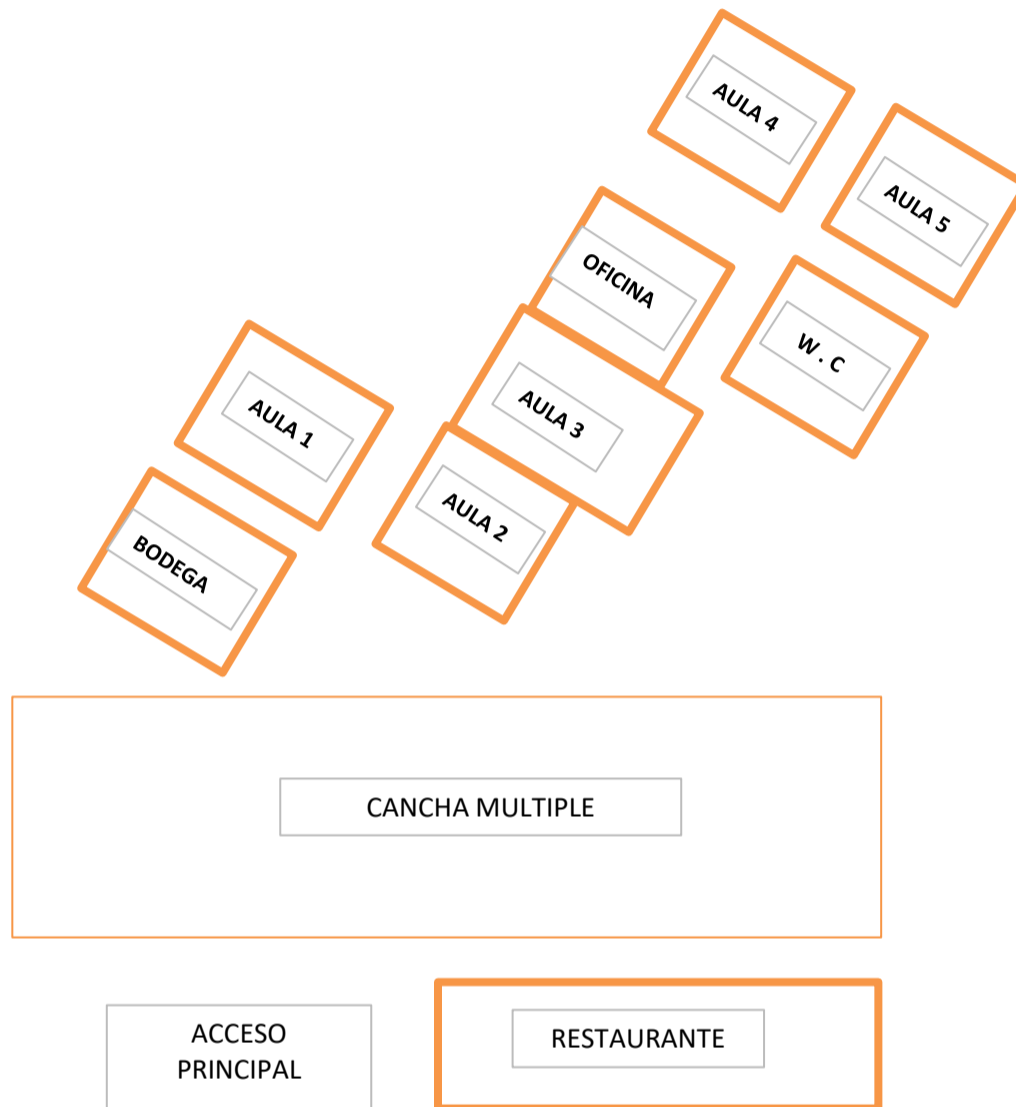 AULA 4
AULA 5
OFICINA
W . C
AULA 1
AULA 3
AULA 2
BODEGA
CANCHA MULTIPLE
ACCESO
PRINCIPAL
RESTAURANTE